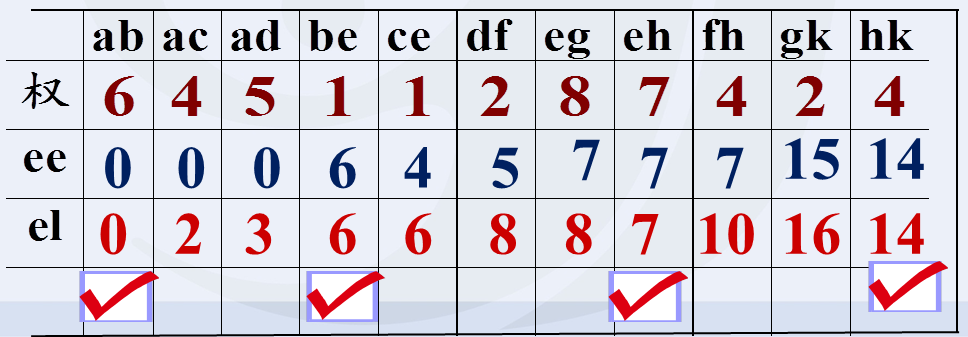 ab ac ad be ce df eg eh fh gk hk
权 6 4 5 1 1 2 8 7 4 2 4
ee 0 0 0 6 4 5 7 7 7 15 14
el 0 2 3 6 6 8 8 7 10 16 14